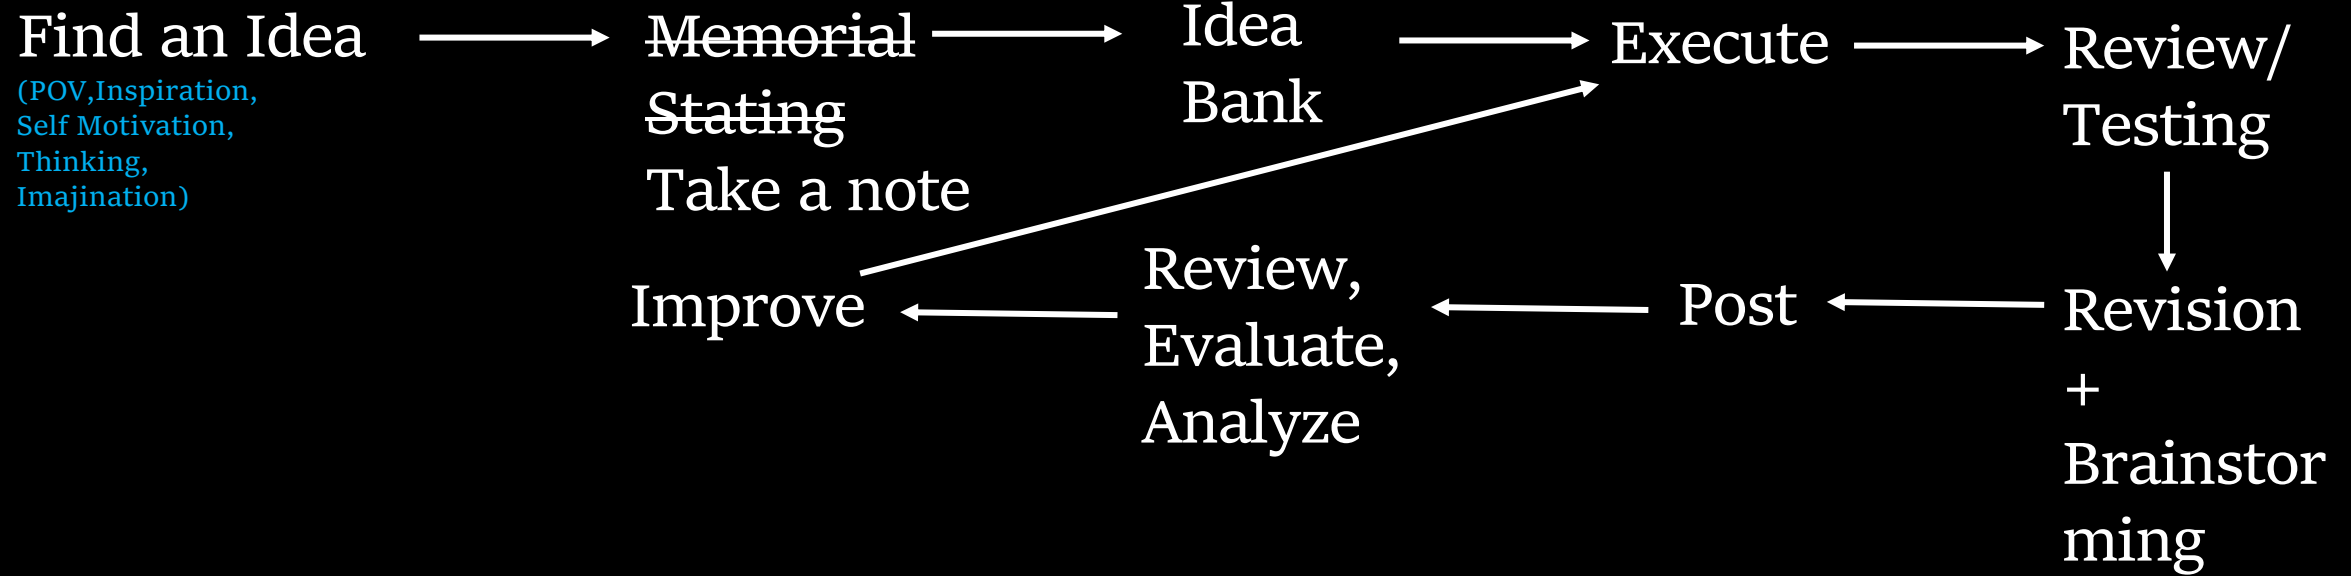 Find an Idea
(POV,Inspiration,
Self Motivation,
Thinking,
Imajination)
Memorial
Stating
Take a note
Idea
Bank
Execute
Review/
Testing
Revision
+
Brainstor
ming
Post
Review,
Evaluate,
Analyze
Improve